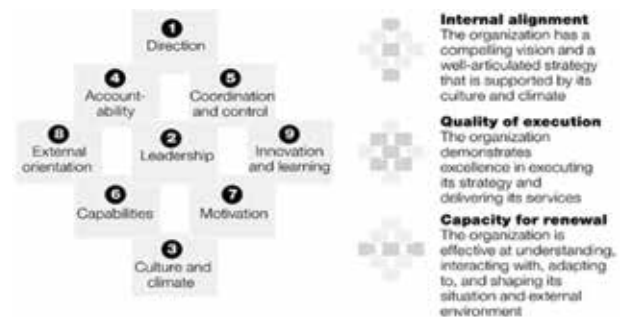 1
Direction
4
Account-
ability
5
Coordination
and control
8
External
orientation
2
Leadership
9
Innovation
and learning
6
Capabilities
7
Motivation
3
Culture and
climate
Internal alignment
The organization has a
compelling vision and a
well-articulated strategy
that is supported by its
culture and climate
Quality of execution
The organization
demonstrates
excellence in executing
its strategy and
delivering its services
Capacity for renewal
The organization is
effective at understanding,
interacting with, adapting
to, and shaping its
situation and external
environment